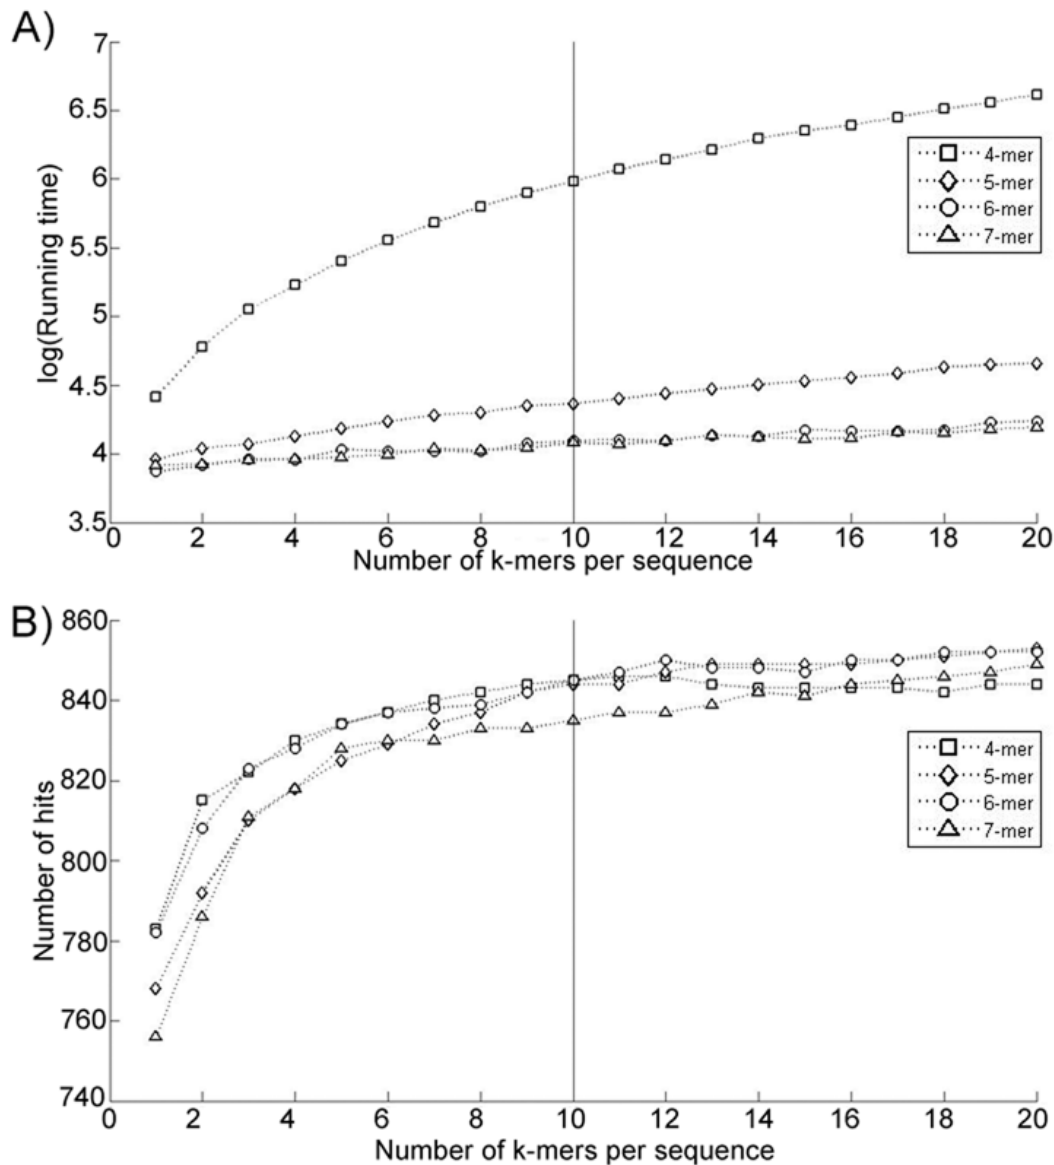 A)
7
6.5
6
5.5
5
4.5
4
3.5
log(Running time)
4-mer
5-mer
6-mer
7-mer
0 2 4 6 8 10 12 14 16 18 20
Number of k-mers per sequence
B)
860
840
820
800
780
760
740
Number of hits
4-mer
5-mer
6-mer
7-mer
0 2 4 6 8 10 12 14 16 18 20
Number of k-mers per sequence